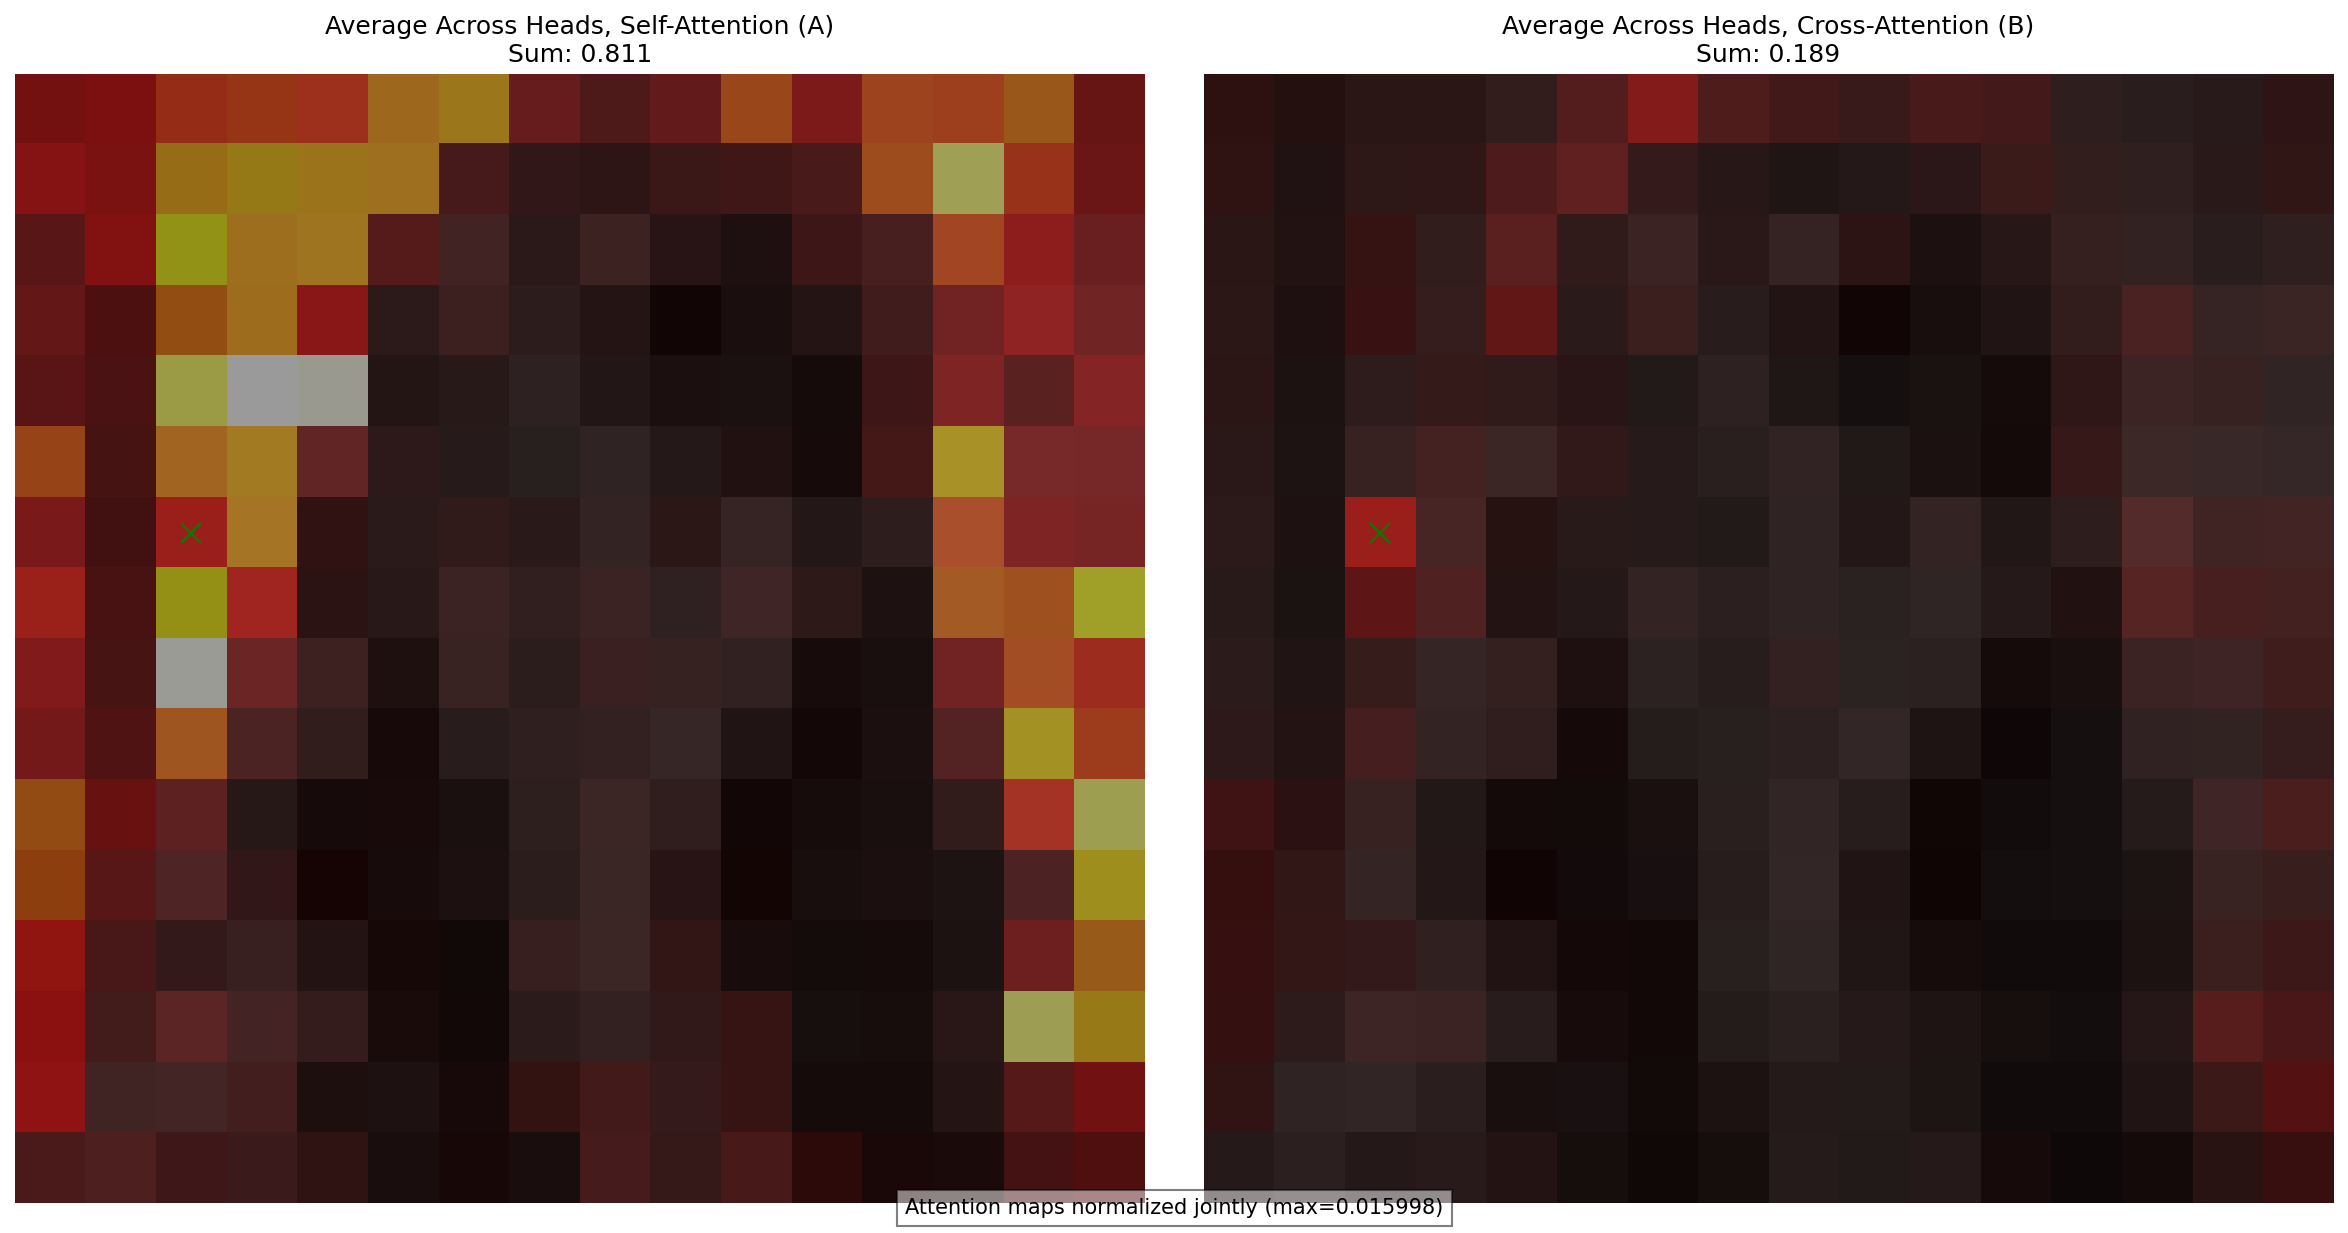 Average Across Heads, Self-Attention (A)
Sum: 0.811
Average Across Heads, Cross-Attention (B)
Sum: 0.189
Attention maps normalized jointly (max=0.015998)